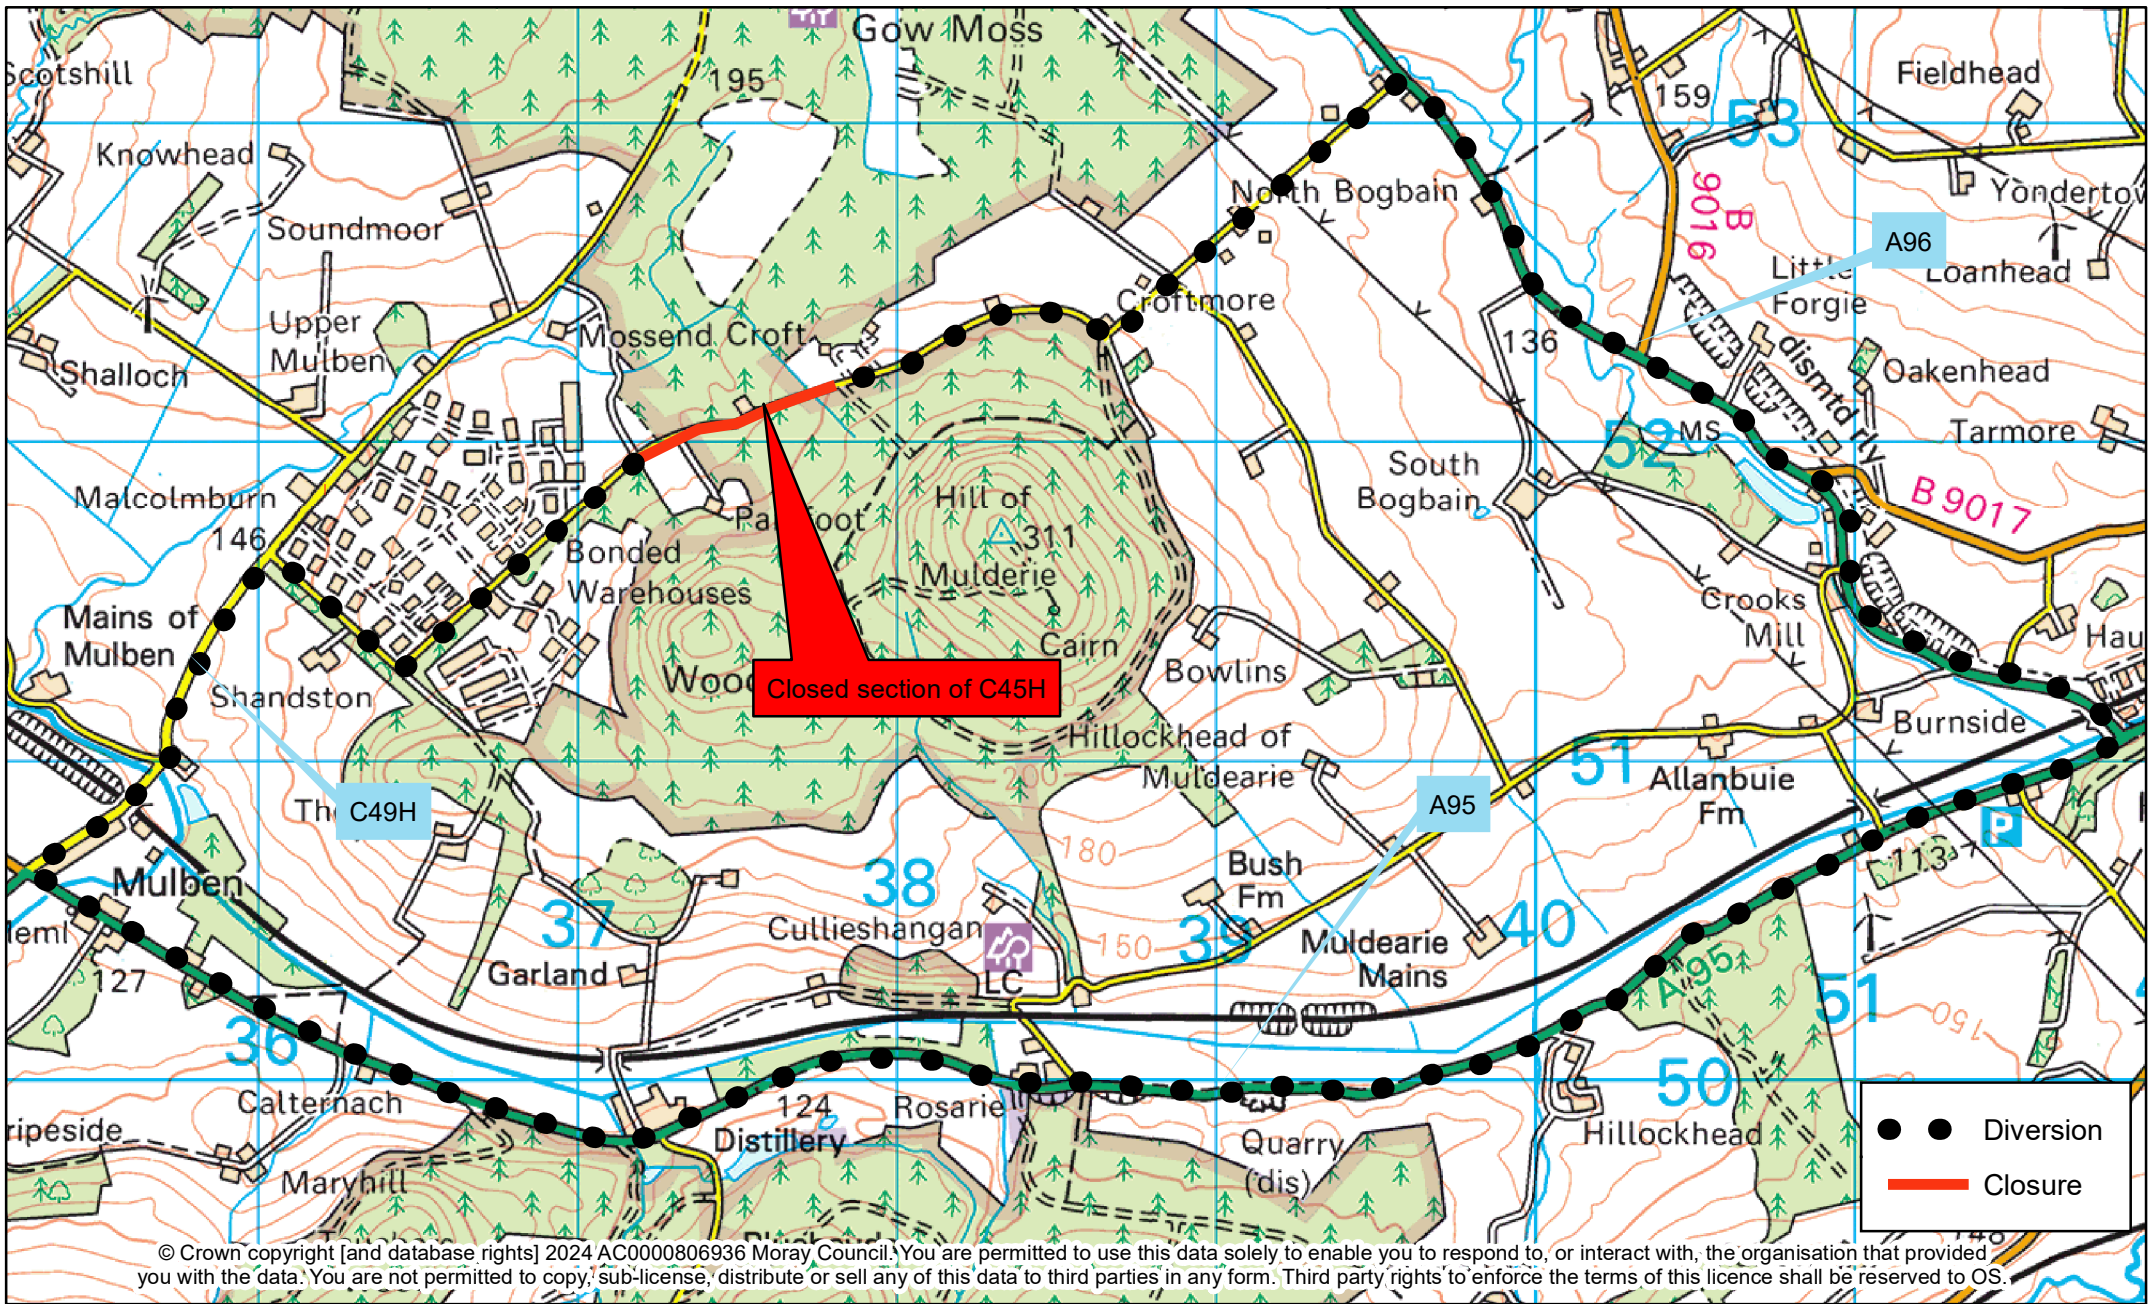 Gow Moss
Scotshill
195
159
Fieldhead
53
Knowhead
North Bogbain
B 9016
Soundmoor
A96
Little
Forgie
Loanhead
Croftmore
Upper
Mulben
Mossend Croft
136
dismtd rly
Oakenhead
Shalloch
52
MS
Tarmore
South
Bogbain
Hill of
Mulderie
311
B 9017
Malcolmburn
146
Bonded
Warehouses
Crooks
Mill
Mains of
Mulben
Cairn
Bowlins
Shandston
Closed section of C45H
Burnside
Hillockhead of
Muldearie
200
51
Allanbuie
Fm
C49H
A95
P
180
113
Bush
Fm
Mulben
38
37
39
40
Cullieshangan
150
Muldearie
Mains
127
Garland
LC
A 95
51
150
36
50
Calternach
124
Rosarie
Distillery
Quarry
(dis)
Hillockhead
Maryhill
Diversion
Closure
© Crown copyright [and database rights] 2024 AC0000806936 Moray Council. You are permitted to use this data solely to enable you to respond to, or interact with, the organisation that provided
you with the data. You are not permitted to copy, sub-license, distribute or sell any of this data to third parties in any form. Third party rights to enforce the terms of this licence shall be reserved to OS.